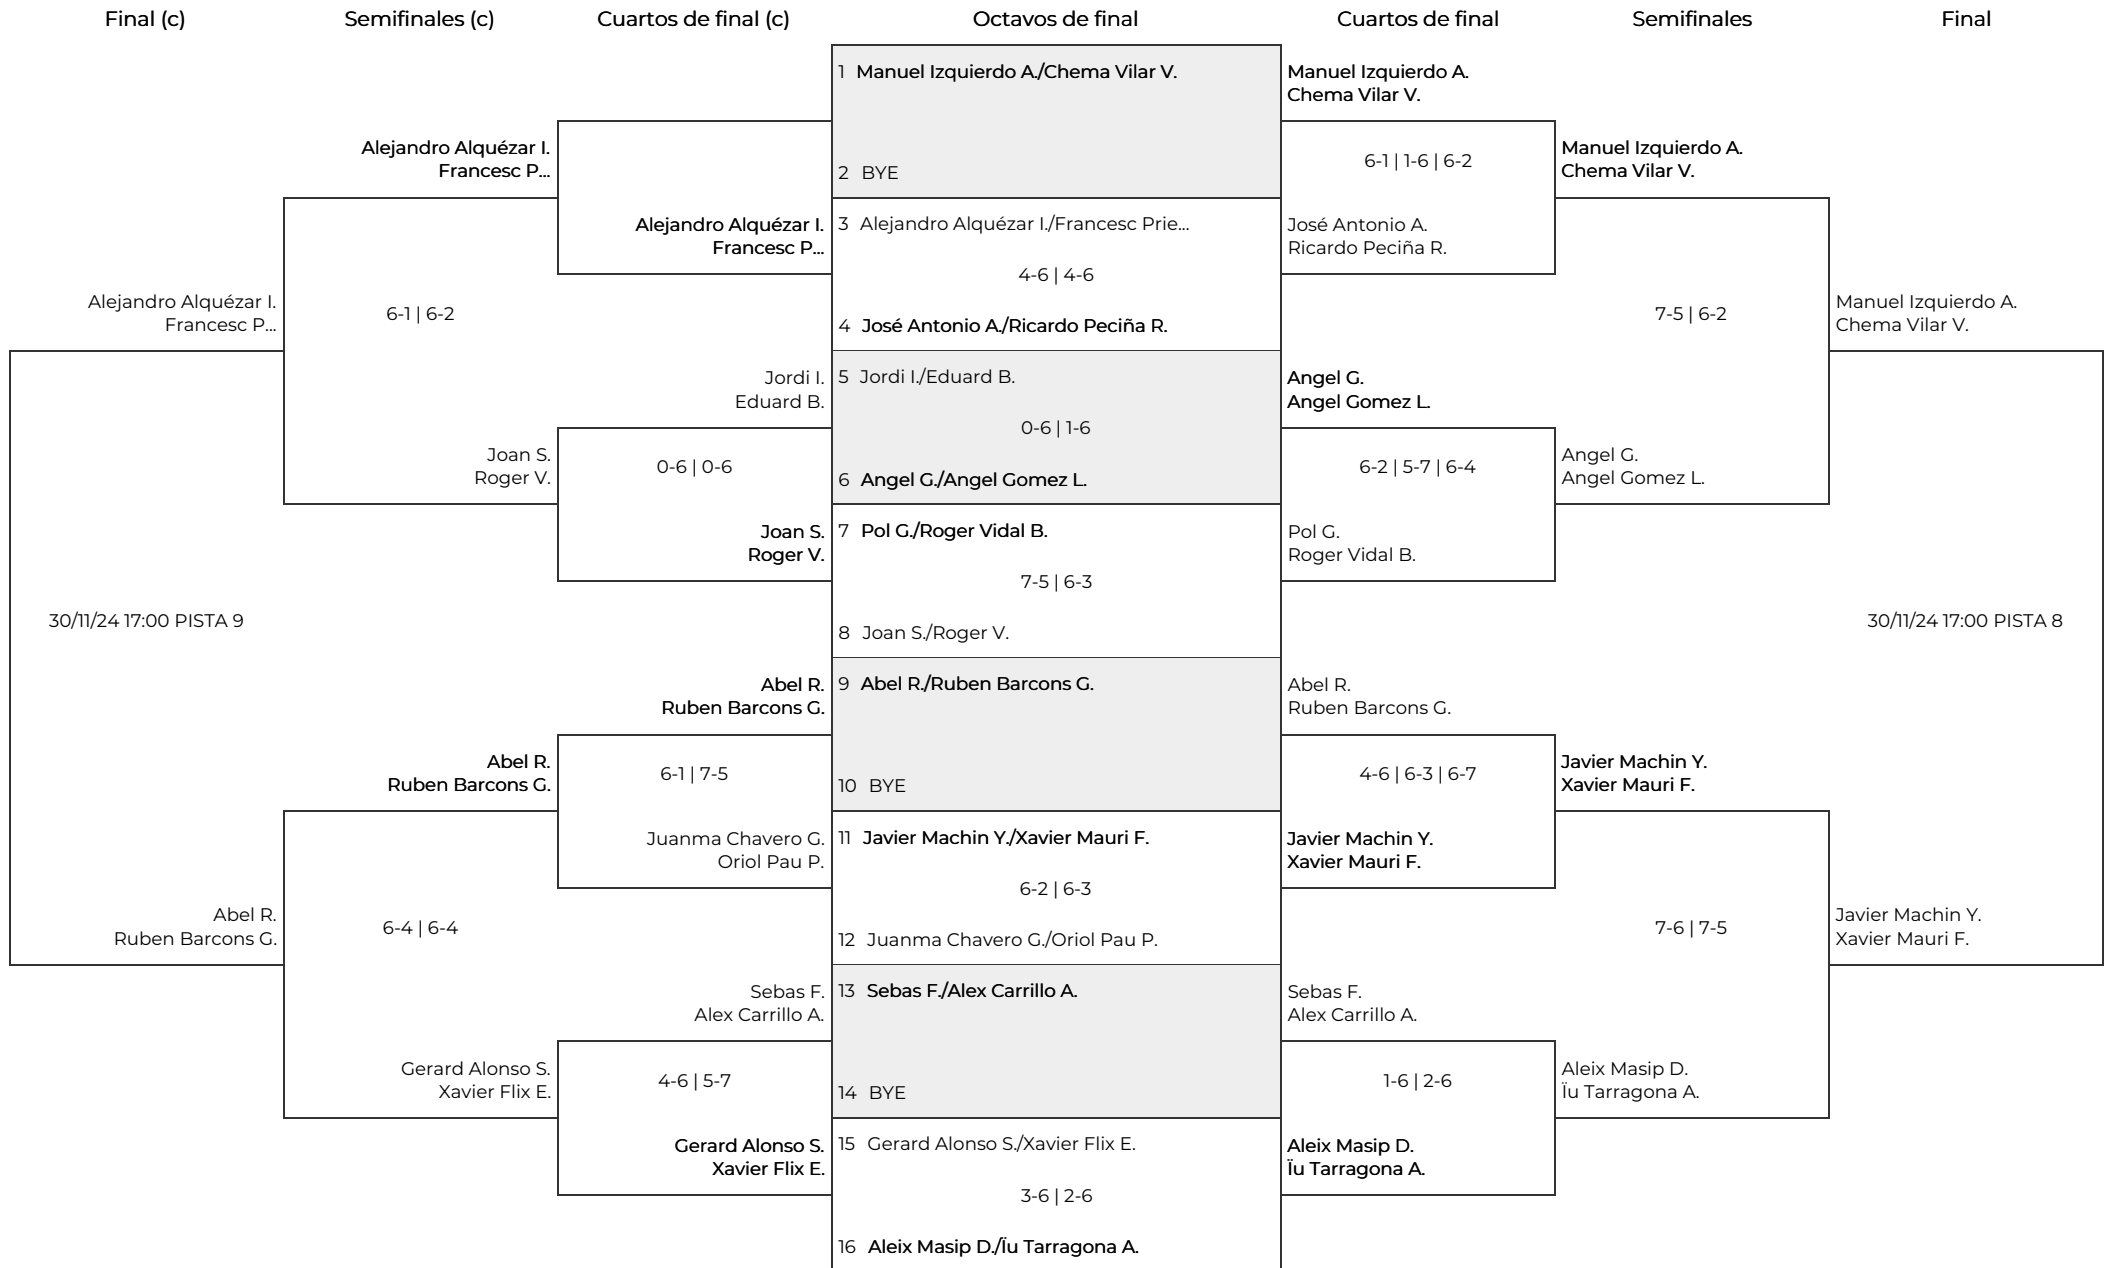 Final (c)
Semifinales (c)
Cuartos de final (c)
Octavos de final
Cuartos de final
Semifinales
Final
Alejandro Alquézar I.
Francesc P...
30/11/24 17:00 PISTA 9
Abel R.
Ruben Barcons G.
Alejandro Alquézar I.
Francesc P...
6-1 | 6-2
Joan S.
Roger V.
Abel R.
Ruben Barcons G.
6-4 | 6-4
Gerard Alonso S.
Xavier Flix E.
Alejandro Alquézar I.
Francesc P...
Jordi I.
Eduard B.
0-6 | 0-6
Joan S.
Roger V.
Abel R.
Ruben Barcons G.
6-1 | 7-5
Juanma Chavero G.
Oriol Pau P.
Sebas F.
Alex Carrillo A.
4-6 | 5-7
Gerard Alonso S.
Xavier Flix E.
1 Manuel Izquierdo A./Chema Vilar V.
2 BYE
3 Alejandro Alquézar I./Francesc Prie...
4-6 | 4-6
4 José Antonio A./Ricardo Peciña R.
5 Jordi I./Eduard B.
0-6 | 1-6
6 Angel G./Angel Gomez L.
7 Pol G./Roger Vidal B.
7-5 | 6-3
8 Joan S./Roger V.
9 Abel R./Ruben Barcons G.
10 BYE
11 Javier Machin Y./Xavier Mauri F.
6-2 | 6-3
12 Juanma Chavero G./Oriol Pau P.
13 Sebas F./Alex Carrillo A.
14 BYE
15 Gerard Alonso S./Xavier Flix E.
3-6 | 2-6
16 Aleix Masip D./Ïu Tarragona A.
Manuel Izquierdo A.
Chema Vilar V.
6-1 | 1-6 | 6-2
José Antonio A.
Ricardo Peciña R.
Angel G.
Angel Gomez L.
6-2 | 5-7 | 6-4
Pol G.
Roger Vidal B.
Abel R.
Ruben Barcons G.
4-6 | 6-3 | 6-7
Javier Machin Y.
Xavier Mauri F.
Sebas F.
Alex Carrillo A.
1-6 | 2-6
Aleix Masip D.
Ïu Tarragona A.
Manuel Izquierdo A.
Chema Vilar V.
7-5 | 6-2
Angel G.
Angel Gomez L.
Javier Machin Y.
Xavier Mauri F.
7-6 | 7-5
Aleix Masip D.
Ïu Tarragona A.
Manuel Izquierdo A.
Chema Vilar V.
30/11/24 17:00 PISTA 8
Javier Machin Y.
Xavier Mauri F.